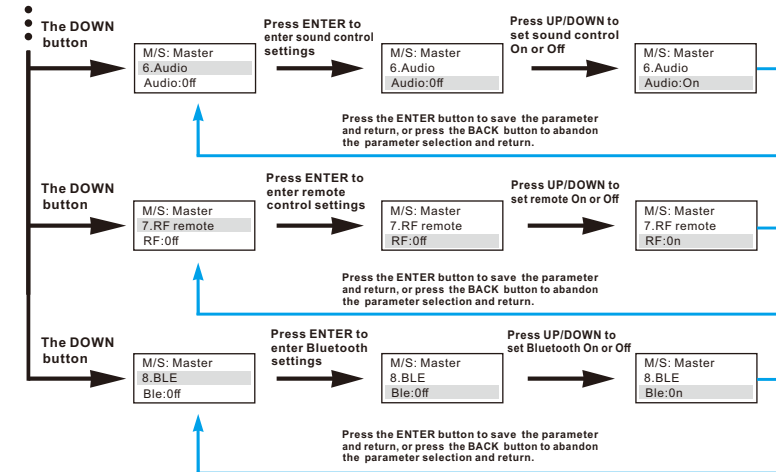 The DOWN
button
M/S: Master
6.Audio
Audio:0ff
Press ENTER to
enter sound control
settings
M/S: Master
6.Audio
Audio:0ff
Press UP/DOWN to
set sound control
On or Off
M/S: Master
6.Audio
Audio:On
Press the ENTER button to save the parameter
and return, or press the BACK button to abandon
the parameter selection and return.
The DOWN
button
M/S: Master
7.RF remote
RF:0ff
Press ENTER to
enter remote
control settings
M/S: Master
7.RF remote
RF:0ff
Press UP/DOWN to
set remote On or Off
M/S: Master
7.RF remote
RF:0n
Press the ENTER button to save the parameter
and return, or press the BACK button to abandon
the parameter selection and return.
The DOWN
button
M/S: Master
8.BLE
Ble:0ff
Press ENTER to
enter Bluetooth
settings
M/S: Master
8.BLE
Ble:0ff
Press UP/DOWN to
set Bluetooth On or Off
M/S: Master
8.BLE
Ble:0n
Press the ENTER button to save the parameter
and return, or press the BACK button to abandon
the parameter selection and return.